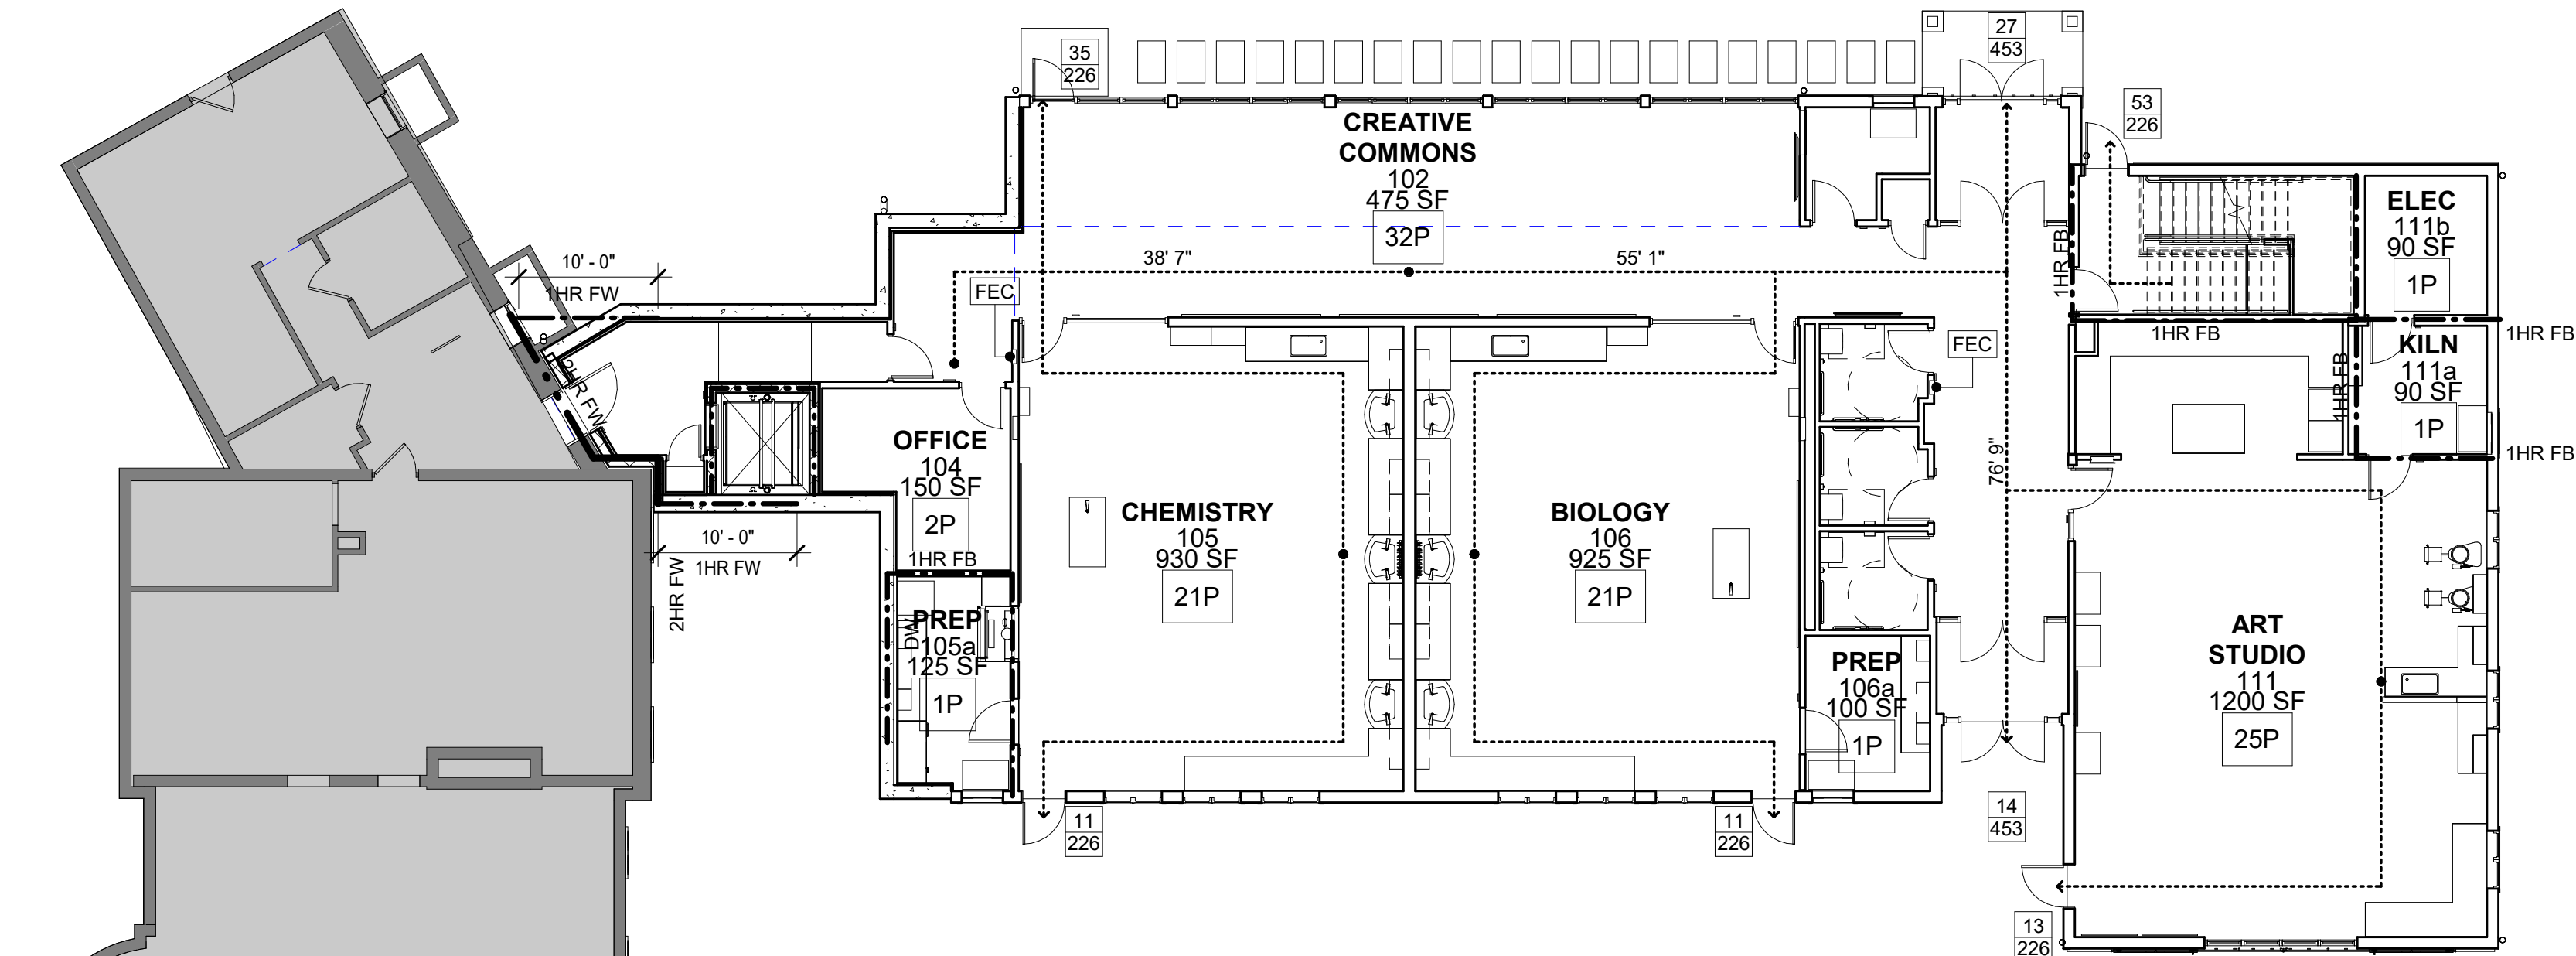 35
226
27
453
53
226
CREATIVE
COMMONS
102
475 SF
32P
38' 7"
55' 1"
10' - 0"
1HR FW
FEC
2HR FW
OFFICE
104
150 SF
2P
1HR FB
10' - 0"
1HR FW
2HR FW
PREP
105a
125 SF
1P
DW
CHEMISTRY
105
930 SF
21P
BIOLOGY
106
925 SF
21P
FEC
76' 9"
PREP
106a
100 SF
1P
1HR FB
ELEC
111b
90 SF
1P
1HR FB
1HR FB
KILN
111a
90 SF
1P
1HR FB
1HR FB
ART
STUDIO
111
1200 SF
25P
11
226
11
226
14
453
13
226